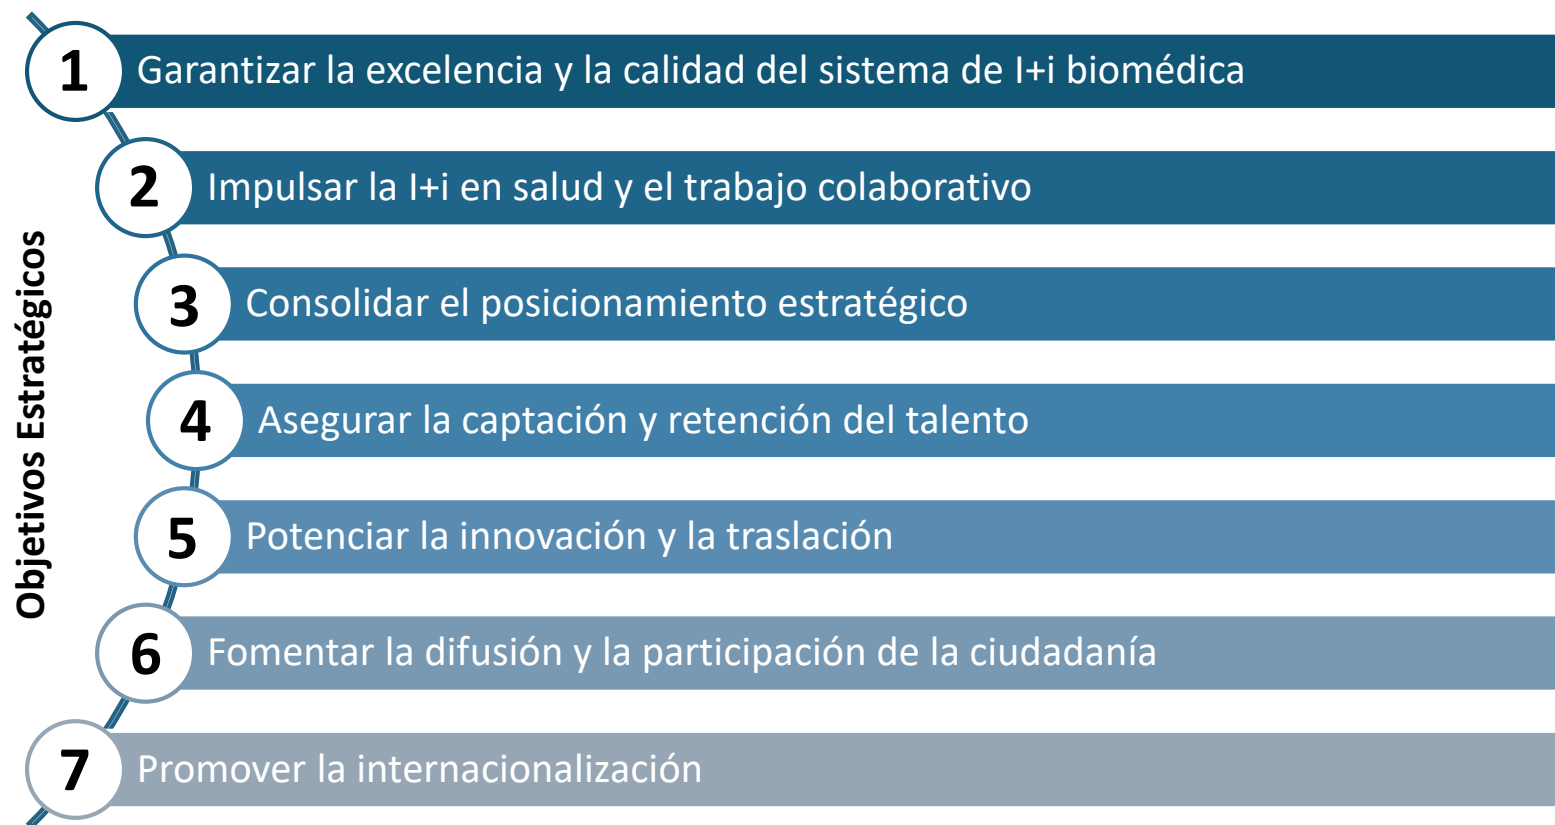 Objetivos Estratégicos
1 Garantizar la excelencia y la calidad del sistema de I+i biomédica
2 Impulsar la I+i en salud y el trabajo colaborativo
3 Consolidar el posicionamiento estratégico
4 Asegurar la captación y retención del talento
5 Potenciar la innovación y la traslación
6 Fomentar la difusión y la participación de la ciudadanía
7 Promover la internacionalización